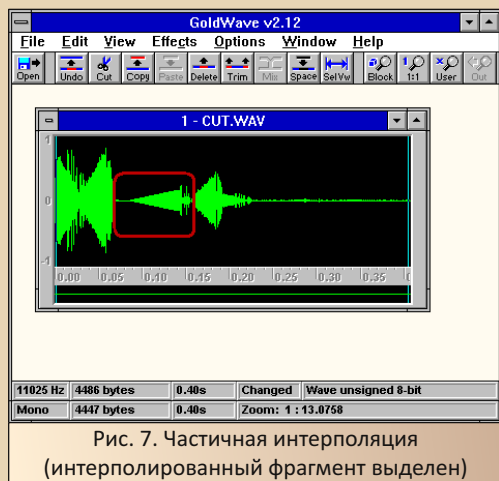 GoldWave v2.12
File Edit View Effects Options Window Help
Open Undo Cut Copy Paste Delete Trim Mix Space SelVw Block 1:1 User Out
1 - CUT.WAV
1
0
-1
0.00 0.05 0.10 0.15 0.20 0.25 0.30 0.35
11025 Hz 4486 bytes 0.40s Changed Wave unsigned 8-bit
Mono 4447 bytes 0.40s Zoom: 1 : 13.0758
Рис. 7. Частичная интерполяция
(интерполированный фрагмент выделен)